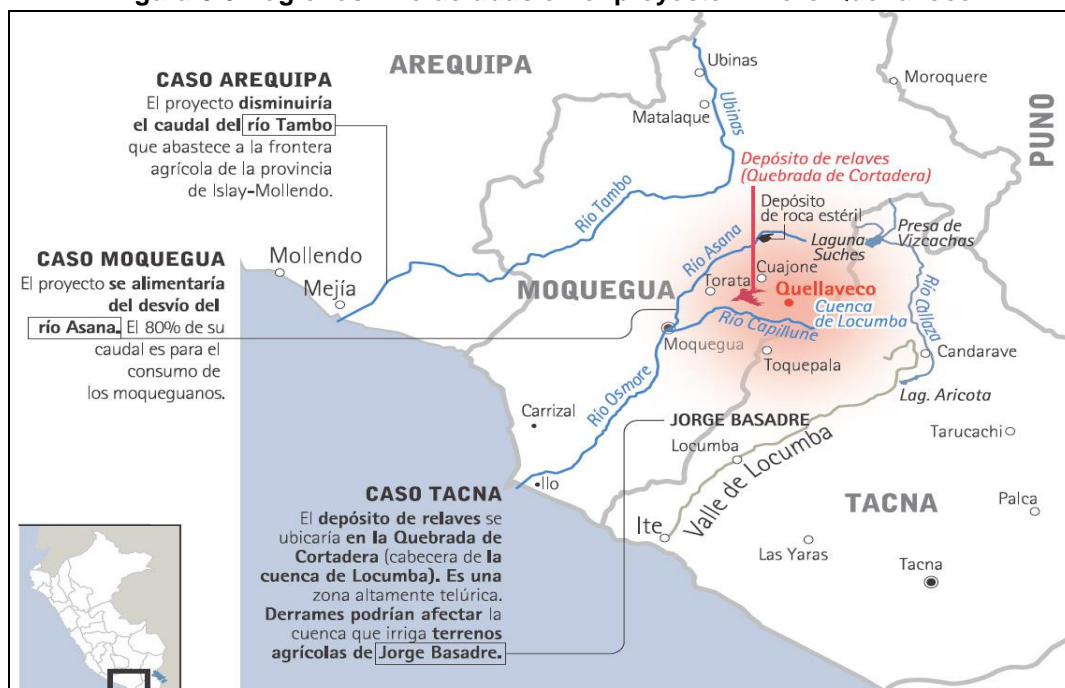 CASO AREQUIPA
El proyecto disminuiría
el caudal del río Tambo
que abastece a la frontera
agrícola de la provincia
de Islay-Mollendo.
CASO MOQUEGUA
El proyecto se alimentaría
del desvío del
río Asana. El 80% de su
caudal es para el
consumo de
los moqueguanos.
AREQUIPA
Ubinas
Ubinas
Matalaque
Moroquere
PUNO
Depósito de relaves
(Quebrada de Cortadera)
Depósito
de roca estéril
Río Tambo
Mollendo
Mejía
MOQUEGUA
Río Asana
Laguna
Suches
Presa de
Vizcachas
Torata
Cuajone
Quellaveco
Cuenca
de Locumba
Río Callaza
Río Capillune
Moquegua
Toquepala
Candarave
Lag. Aricota
Río Osmore
Carrizal
Ilo
JORGE BASADRE
Locumba
Valle de Locumba
Ite
Tarucachi
TACNA
Palca
Las Yaras
Tacna
CASO TACNA
El depósito de relaves se
ubicaría en la Quebrada de
Cortadera (cabecera de la
cuenca de Locumba). Es una
zona altamente telúrica.
Derrames podrían afectar la
cuenca que irriga terrenos
agrícolas de Jorge Basadre.